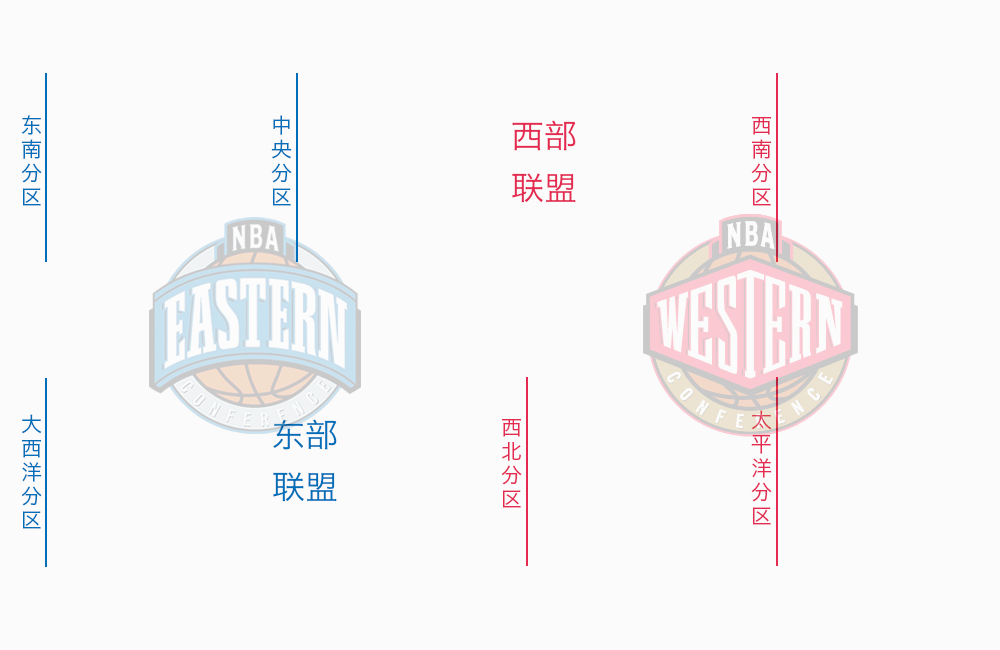 东南分区
中央分区
西部
联盟
西南分区
NBA
EASTERN
CONFERENCE
NBA
WESTERN
CONFERENCE
大西洋分区
东部
联盟
西北分区
太平洋分区